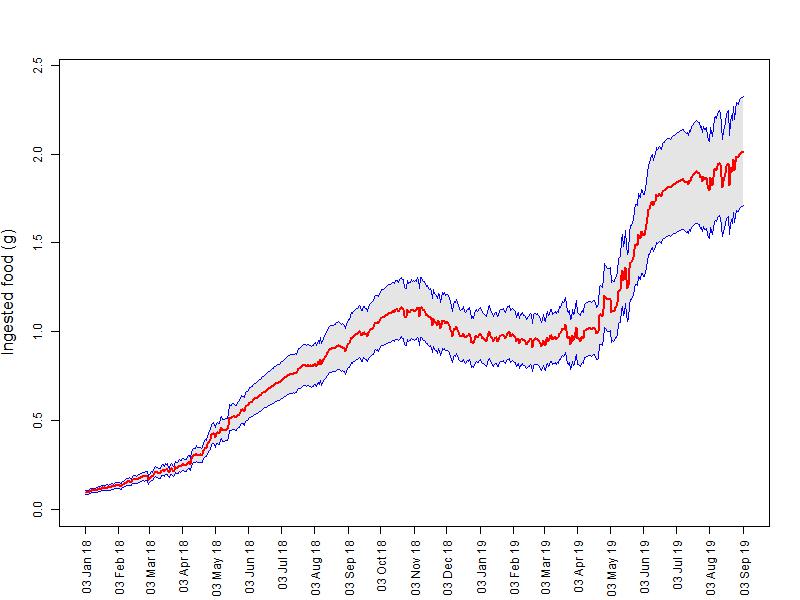 Ingested food (g)
2.5
2.0
1.5
1.0
0.5
0.0
03 Jan 18
03 Feb 18
03 Mar 18
03 Apr 18
03 May 18
03 Jun 18
03 Jul 18
03 Aug 18
03 Sep 18
03 Oct 18
03 Nov 18
03 Dec 18
03 Jan 19
03 Feb 19
03 Mar 19
03 Apr 19
03 May 19
03 Jun 19
03 Jul 19
03 Aug 19
03 Sep 19